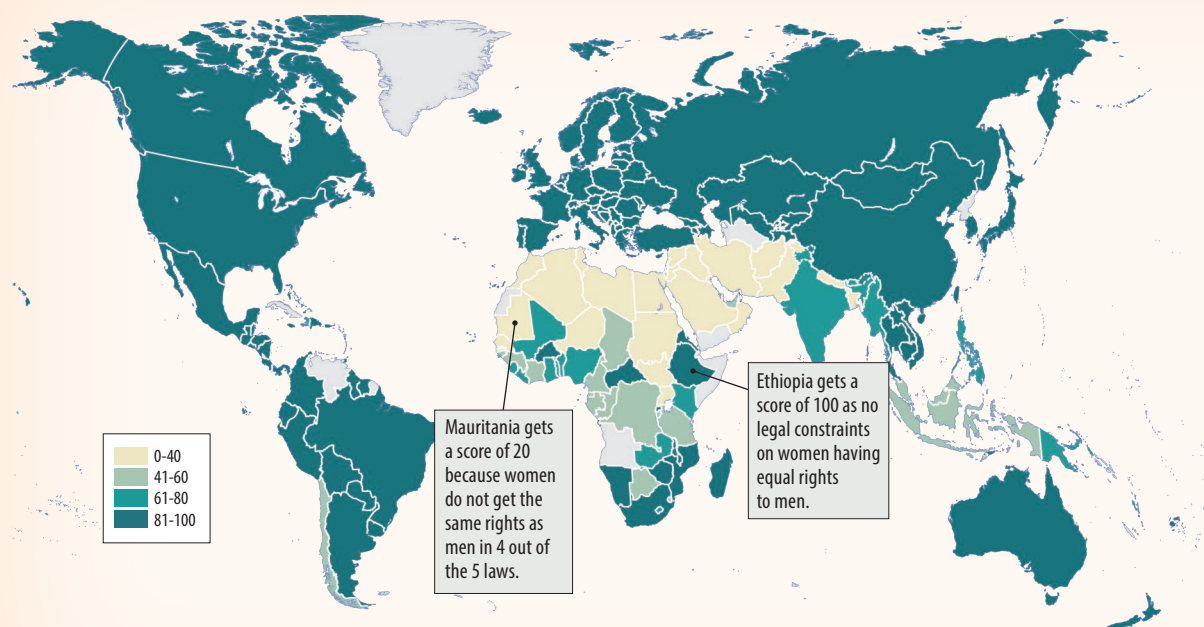 Mauritania gets
a score of 20
because women
do not get the
same rights as
men in 4 out of
the 5 laws.
Ethiopia gets a
score of 100 as no
legal constraints
on women having
equal rights
to men.
0-40
41-60
61-80
81-100